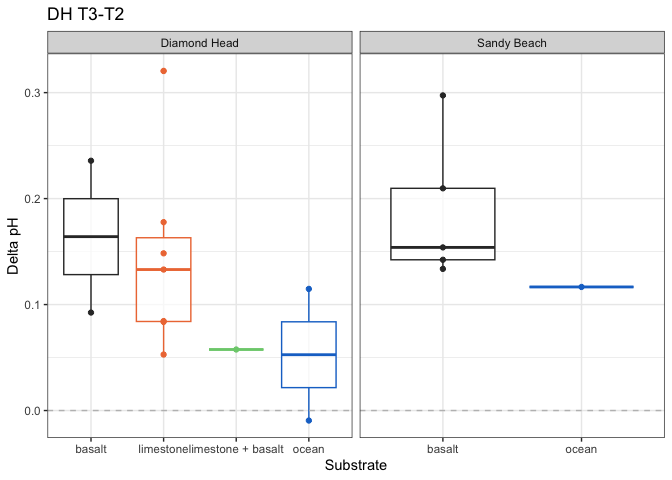 DH T3-T2
Diamond Head
Sandy Beach
Delta pH
0.3
0.2
0.1
0.0
basalt limestone limestone + basalt ocean
basalt ocean
Substrate